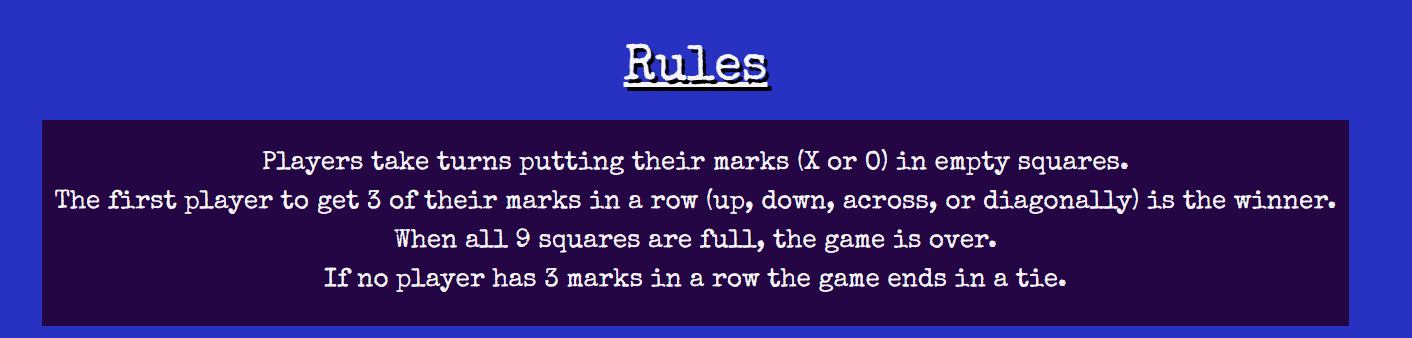 Rules
Players take turns putting their marks (X or O) in empty squares.
The first player to get 3 of their marks in a row (up, down, across, or diagonally) is the winner.
When all 9 squares are full, the game is over.
If no player has 3 marks in a row the game ends in a tie.